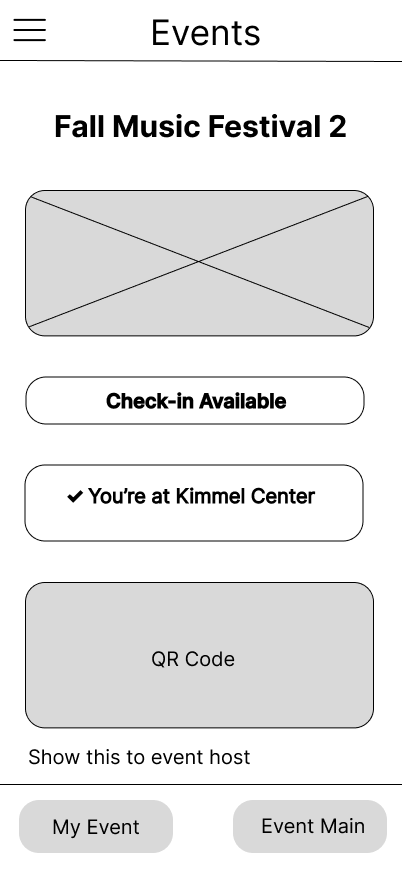 Events
Fall Music Festival 2
Check-in Available
✓ You’re at Kimmel Center
QR Code
Show this to event host
My Event
Event Main